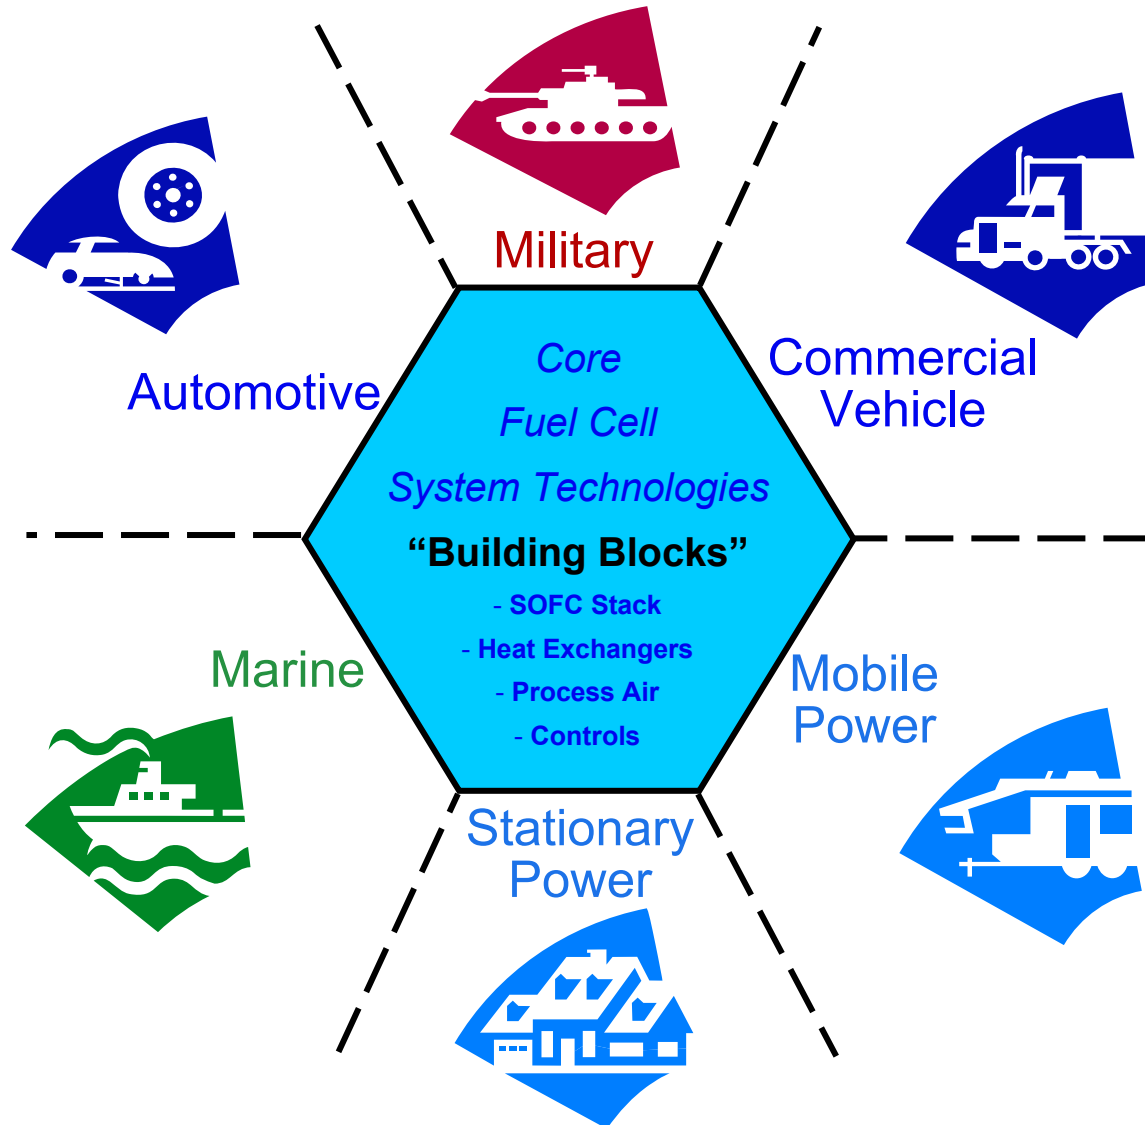 Military
Automotive
Commercial
Vehicle
Core
Fuel Cell
System Technologies
“Building Blocks”
- SOFC Stack
- Heat Exchangers
- Process Air
- Controls
Marine
Mobile
Power
Stationary
Power